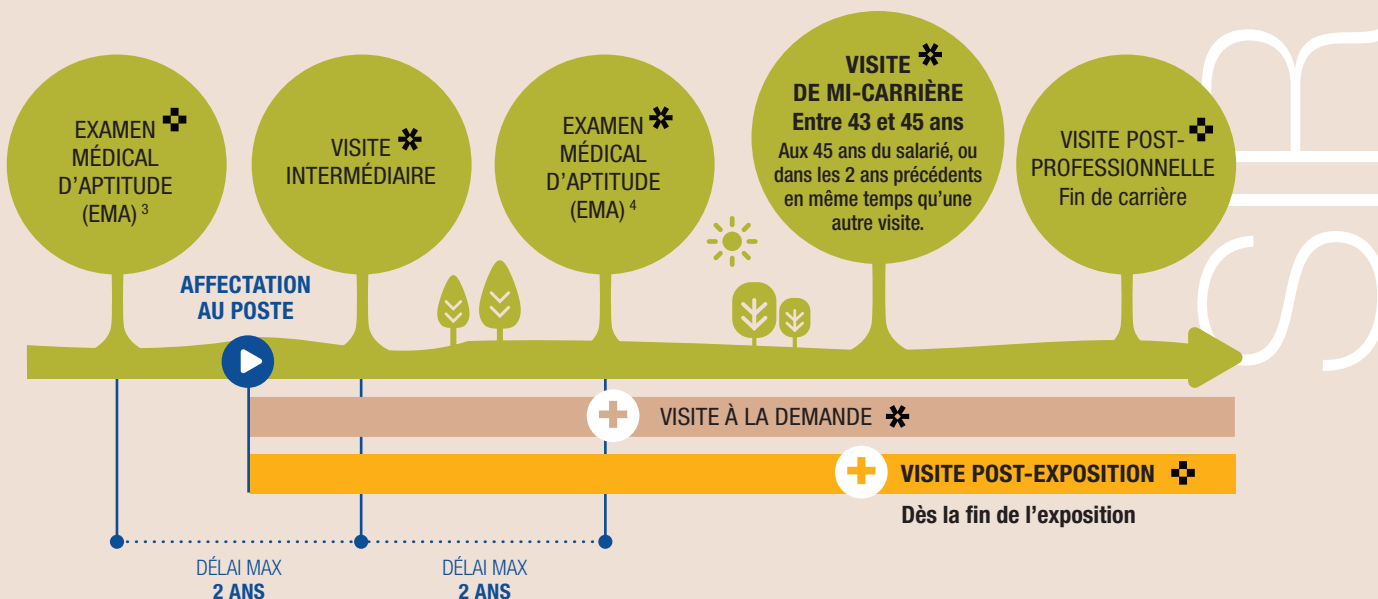 EXAMEN
MÉDICAL
D'APTITUDE
(EMA) 3
VISITE
INTERMÉDIAIRE
EXAMEN
MÉDICAL
D'APTITUDE
(EMA) 4
VISITE
DE MI-CARRIÈRE
Entre 43 et 45 ans
Aux 45 ans du salarié, ou
dans les 2 ans précédents
en même temps qu'une
autre visite.
VISITE POST-
PROFESSIONNELLE
Fin de carrière
AFFECTATION
AU POSTE
VISITE À LA DEMANDE
VISITE POST-EXPOSITION
Dès la fin de l'exposition
DÉLAI MAX
2 ANS
DÉLAI MAX
2 ANS